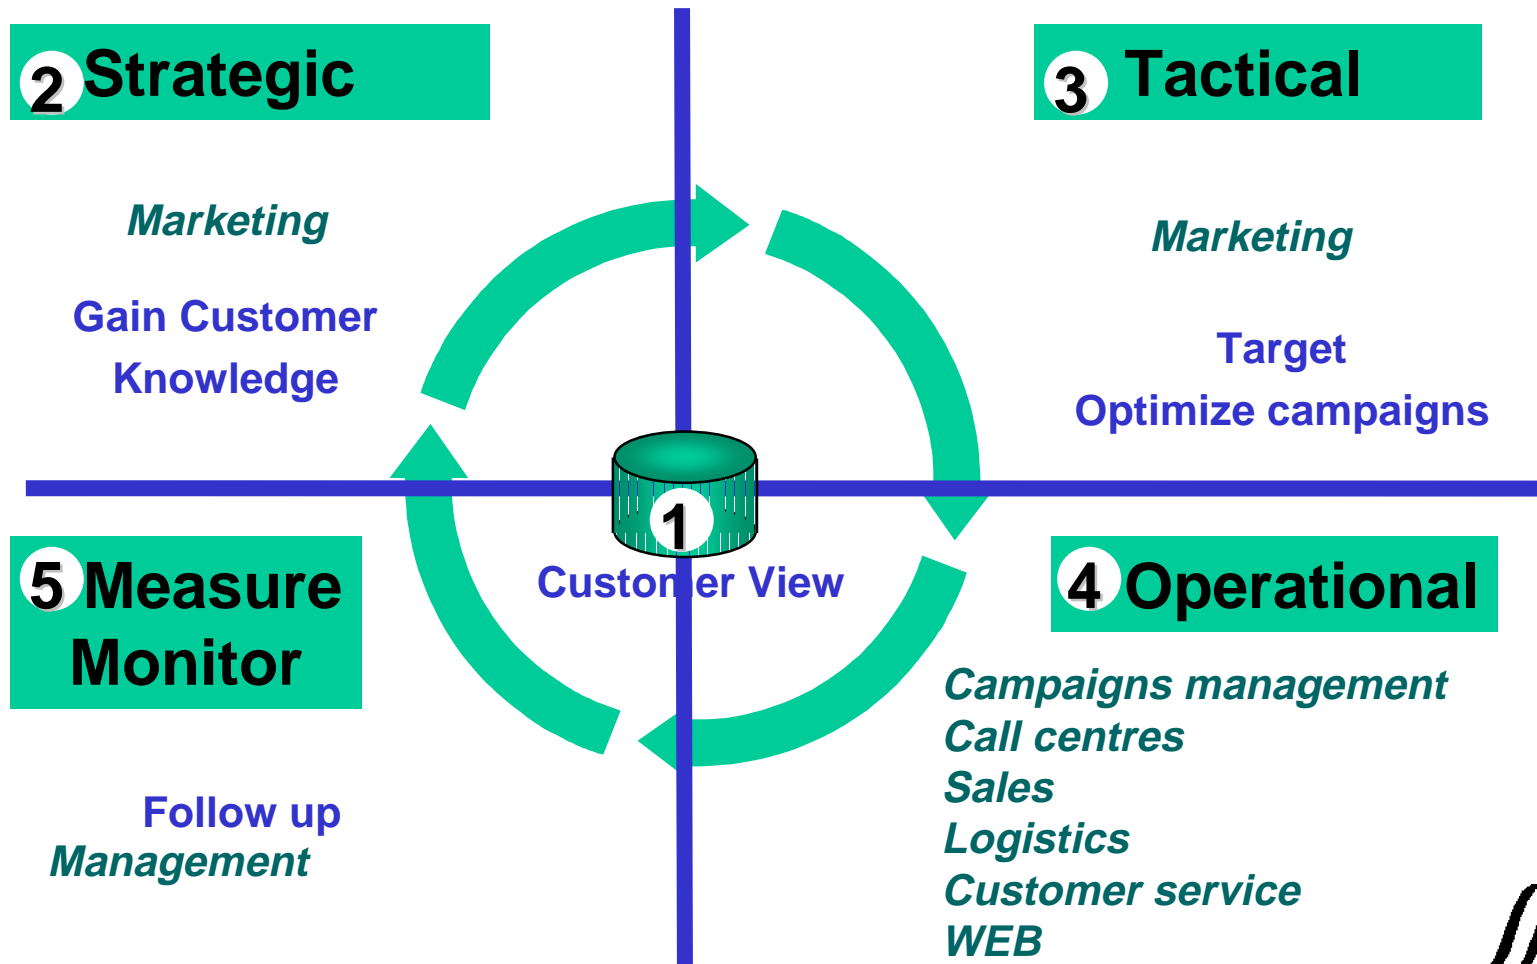 2 Strategic
Marketing
Gain Customer
Knowledge
3 Tactical
Marketing
Target
Optimize campaigns
1
Customer View
5 Measure
Monitor
Follow up
Management
4 Operational
Campaigns management
Call centres
Sales
Logistics
Customer service
WEB